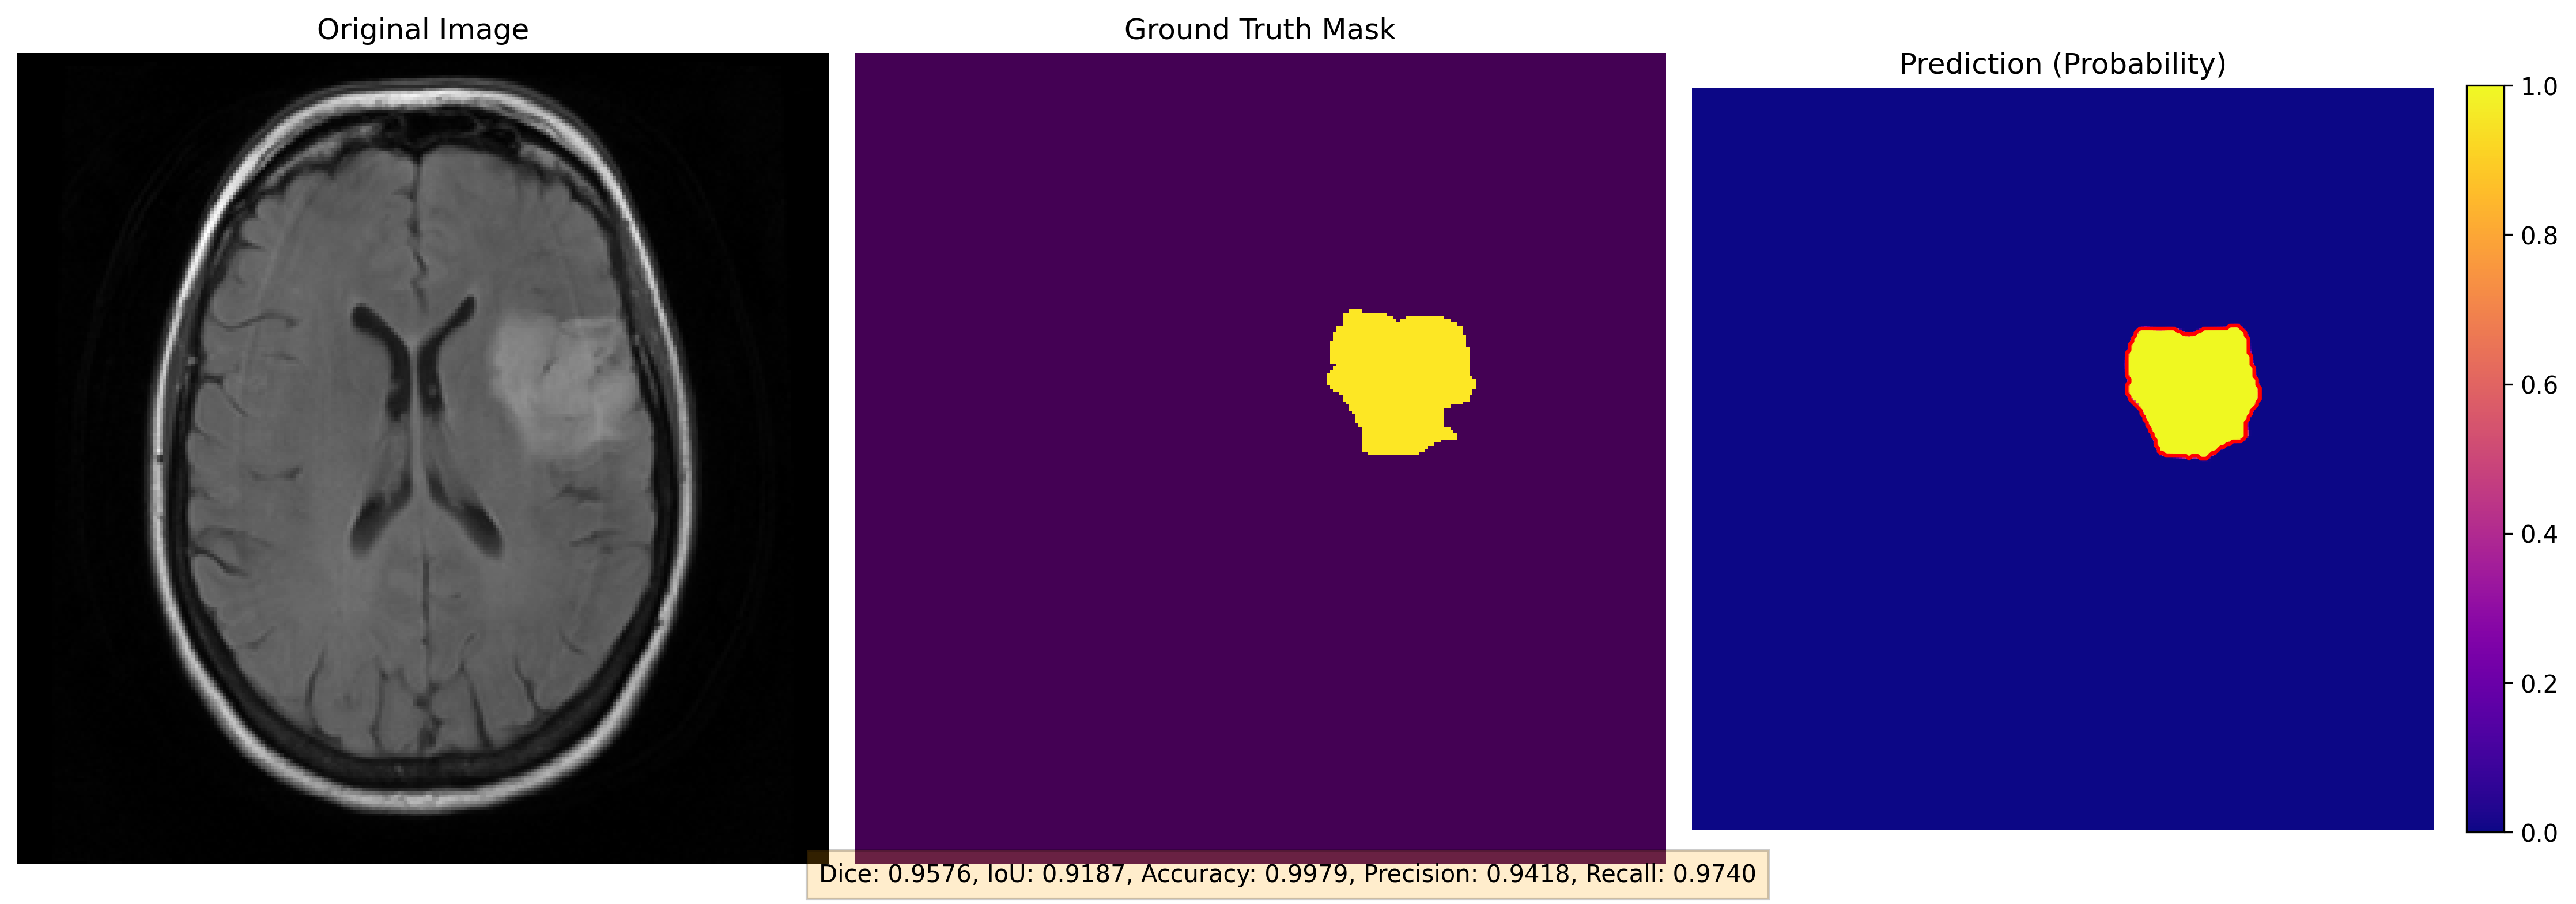 Original Image
Ground Truth Mask
Prediction (Probability)
1.0
0.8
0.6
0.4
0.2
0.0
Dice: 0.9576, IoU: 0.9187, Accuracy: 0.9979, Precision: 0.9418, Recall: 0.9740